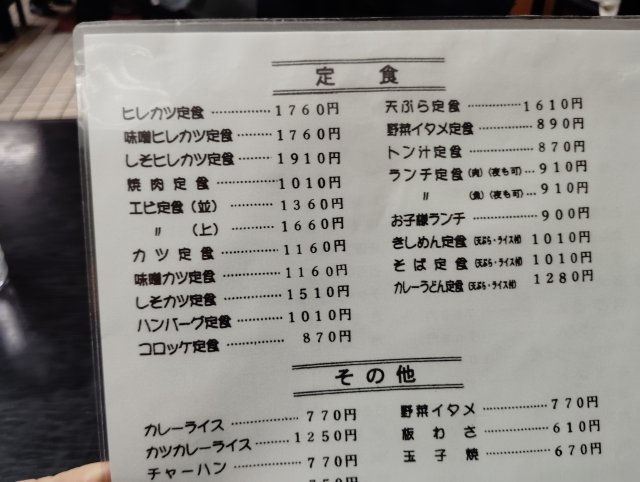 定食
ヒレカツ定食 ………… 1760円
味噌ヒレカツ定食 ……… 1760円
しそヒレカツ定食 ……… 1910円
焼肉定食 ………… 1010円
エビ定食(並) ……… 1360円
〃 (上) ……… 1660円
カツ定食 ………… 1160円
味噌カツ定食 ………… 1160円
しそカツ定食 ………… 1510円
ハンバーグ定食 ……… 1010円
コロッケ定食 ………… 870円
天ぷら定食 ………… 1610円
野菜イタメ定食 ……… 890円
トン汁定食 ………… 870円
ランチ定食(肉)(夜も可)… 910円
〃 (魚)(夜も可)… 910円
お子様ランチ ………… 900円
きしめん定食(天ぷら・ライス付) 1010円
そば定食(天ぷら・ライス付) 1010円
カレーうどん定食(天ぷら・ライス付) 1280円
その他
カレーライス ………… 770円
カツカレーライス ……… 1250円
チャーハン ………… 770円
野菜イタメ ………… 770円
板わさ ………… 610円
玉子焼 ………… 670円